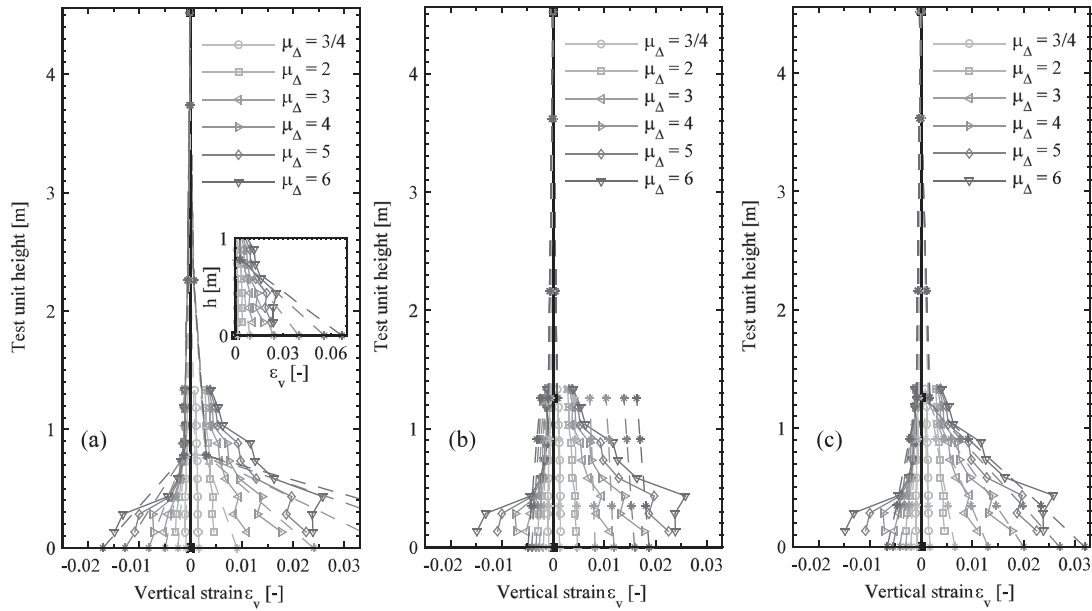 4
3
2
1
0
Test unit height [m]
μΔ = 3/4
μΔ = 2
μΔ = 3
μΔ = 4
μΔ = 5
μΔ = 6
1
0
h [m]
0 0.03 0.06
εv [-]
(a)
-0.02 -0.01 0 0.01 0.02 0.03
Vertical strain εv [-]
4
3
2
1
0
Test unit height [m]
μΔ = 3/4
μΔ = 2
μΔ = 3
μΔ = 4
μΔ = 5
μΔ = 6
(b)
-0.02 -0.01 0 0.01 0.02 0.03
Vertical strain εv [-]
4
3
2
1
0
Test unit height [m]
μΔ = 3/4
μΔ = 2
μΔ = 3
μΔ = 4
μΔ = 5
μΔ = 6
(c)
-0.02 -0.01 0 0.01 0.02 0.03
Vertical strain εv [-]